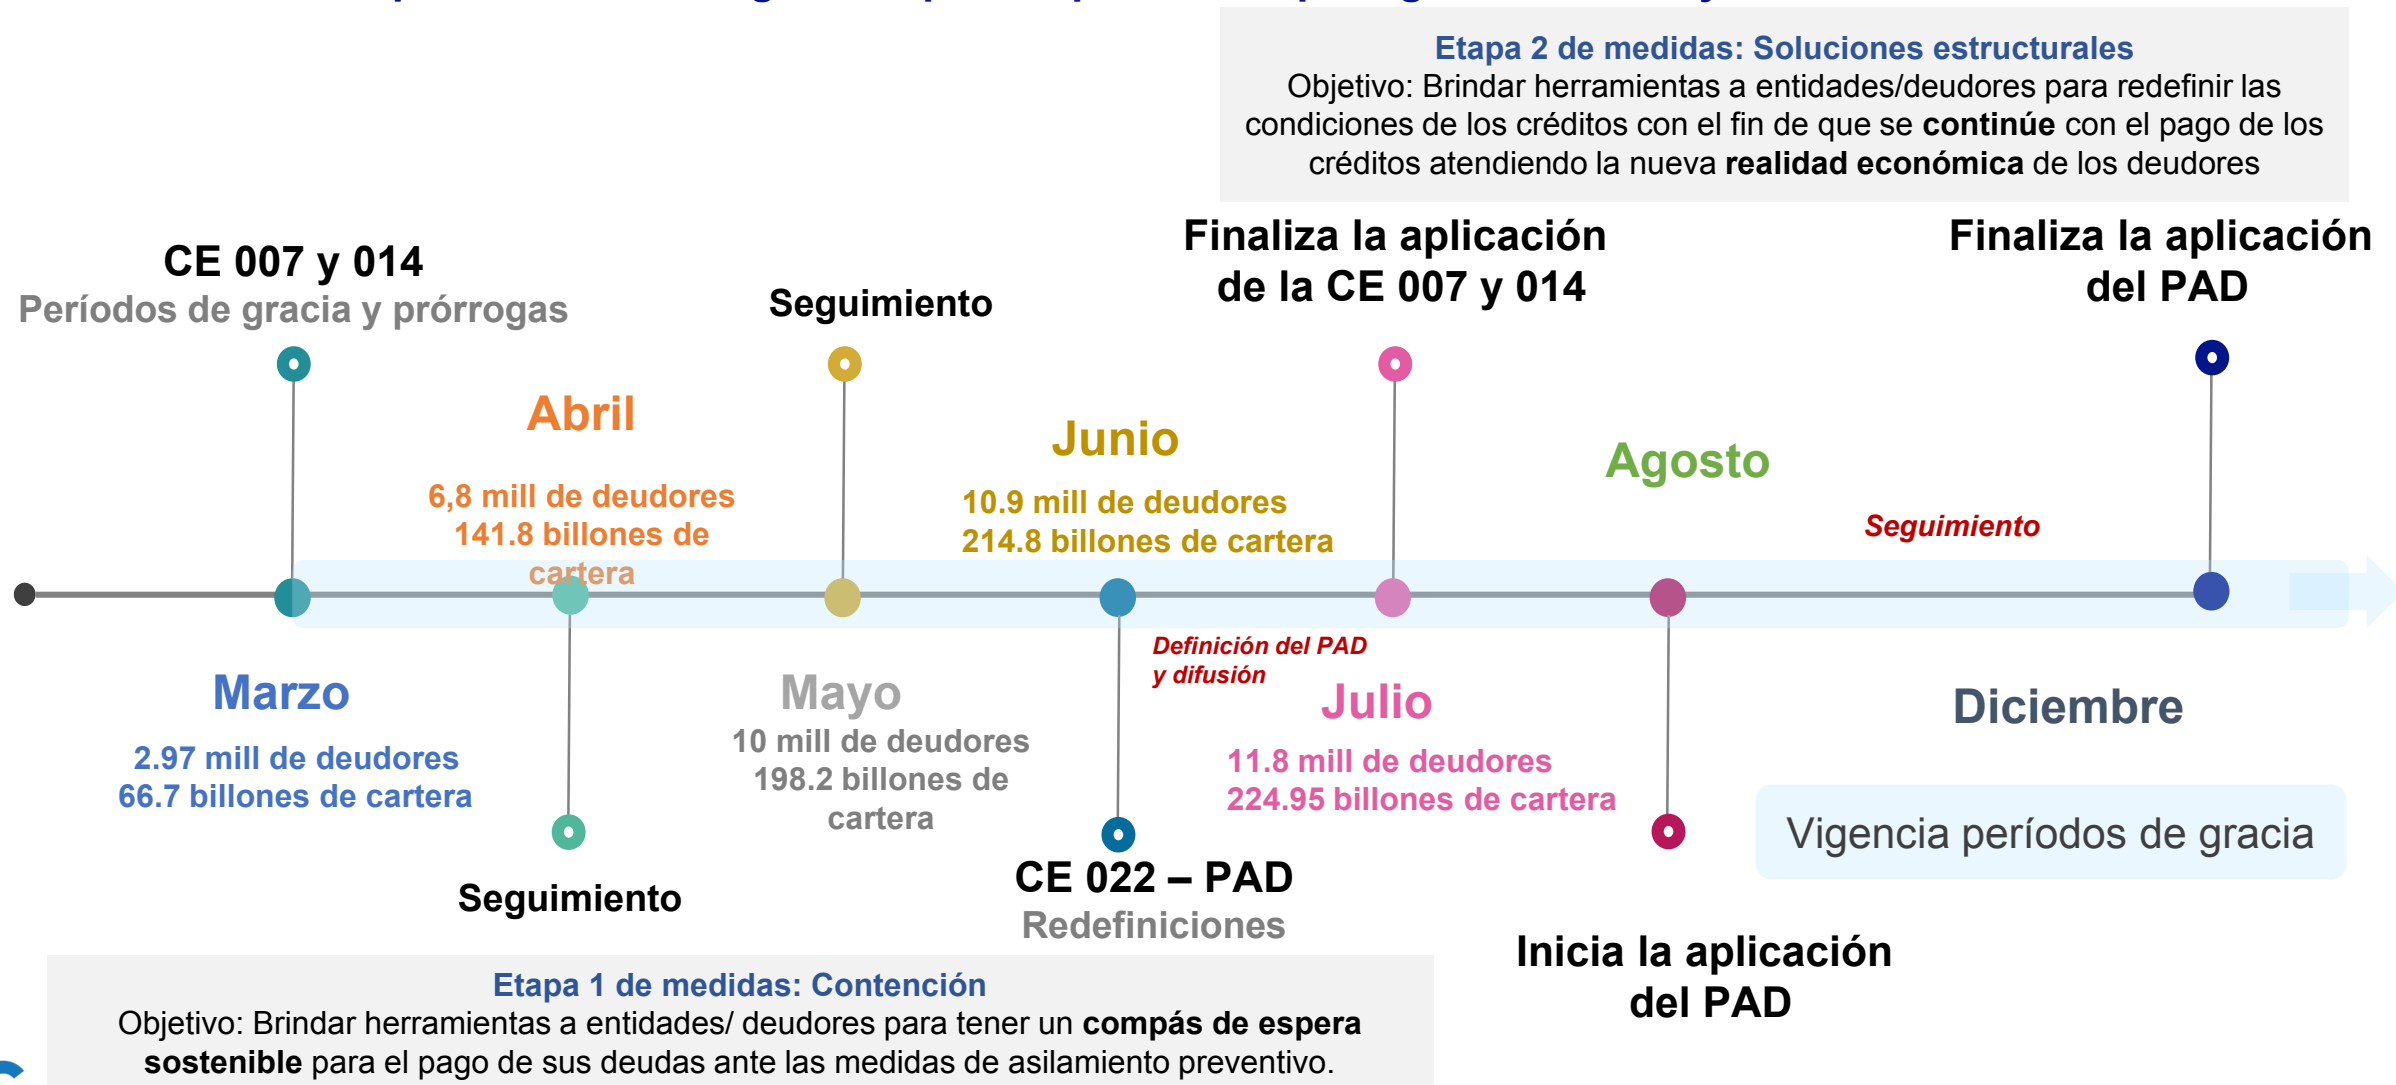 Etapa 2 de medidas: Soluciones estructurales
Objetivo: Brindar herramientas a entidades/deudores para redefinir las
condiciones de los créditos con el fin de que se continúe con el pago de los
créditos atendiendo la nueva realidad económica de los deudores
CE 007 y 014
Períodos de gracia y prórrogas
Seguimiento
Finaliza la aplicación
de la CE 007 y 014
Finaliza la aplicación
del PAD
Abril
6,8 mill de deudores
141.8 billones de
cartera
Junio
10.9 mill de deudores
214.8 billones de cartera
Agosto
Seguimiento
Marzo
2.97 mill de deudores
66.7 billones de cartera
Mayo
10 mill de deudores
198.2 billones de
cartera
Definición del PAD
y difusión
Julio
11.8 mill de deudores
224.95 billones de cartera
Diciembre
Vigencia períodos de gracia
Seguimiento
CE 022 – PAD
Redefiniciones
Inicia la aplicación
del PAD
Etapa 1 de medidas: Contención
Objetivo: Brindar herramientas a entidades/ deudores para tener un compás de espera
sostenible para el pago de sus deudas ante las medidas de asilamiento preventivo.